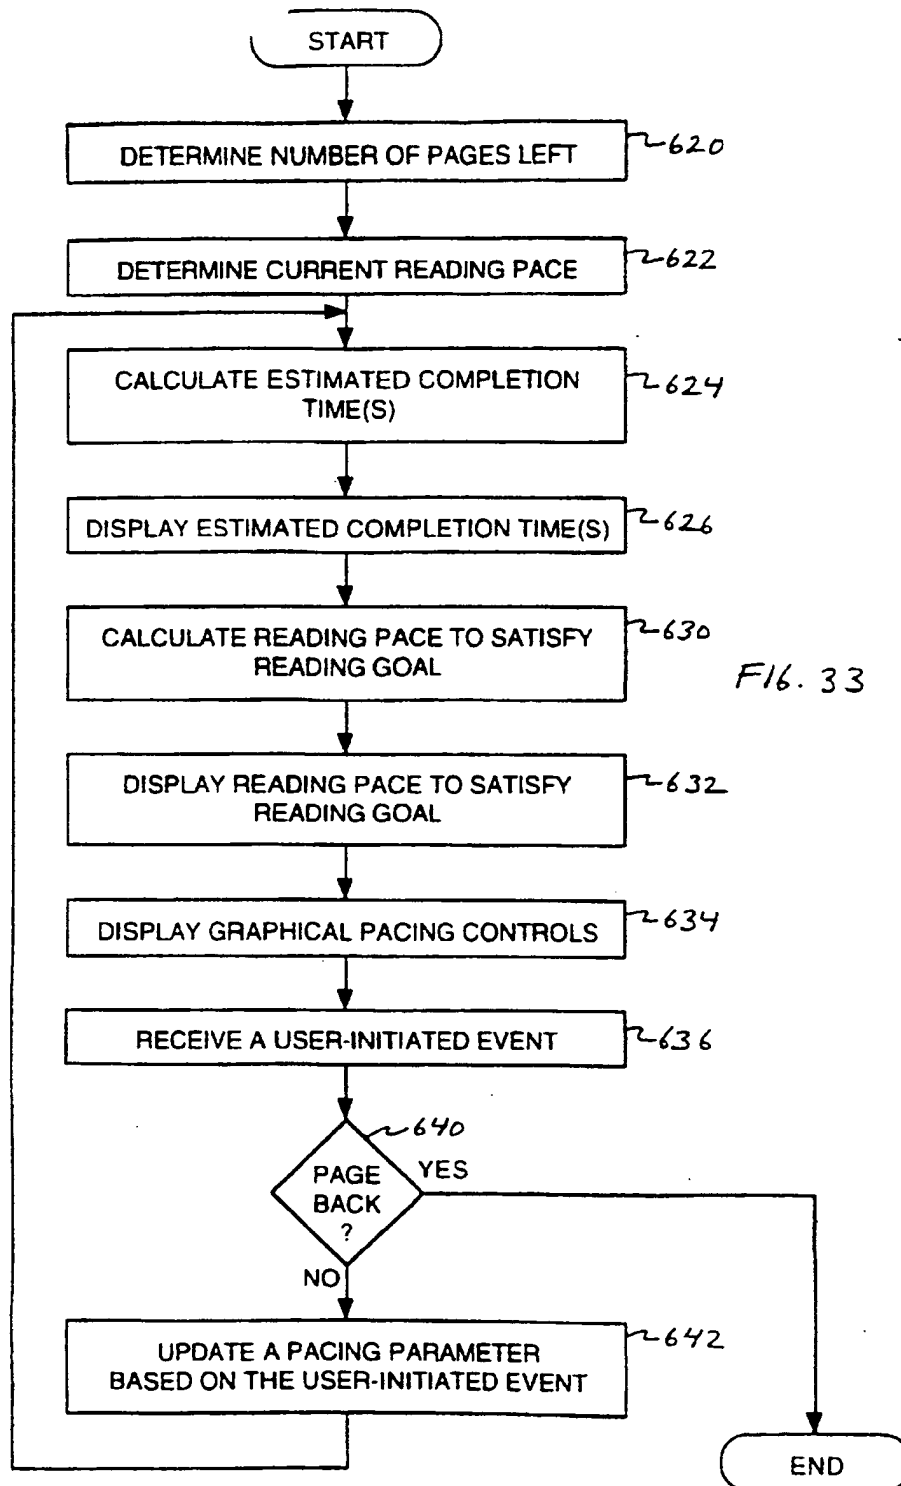 START
DETERMINE NUMBER OF PAGES LEFT
620
DETERMINE CURRENT READING PACE
622
CALCULATE ESTIMATED COMPLETION
TIME(S)
624
DISPLAY ESTIMATED COMPLETION TIME(S)
626
CALCULATE READING PACE TO SATISFY
READING GOAL
630
FIG. 33
DISPLAY READING PACE TO SATISFY
READING GOAL
632
DISPLAY GRAPHICAL PACING CONTROLS
634
RECEIVE A USER-INITIATED EVENT
636
640
PAGE
BACK
?
YES
NO
UPDATE A PACING PARAMETER
BASED ON THE USER-INITIATED EVENT
642
END